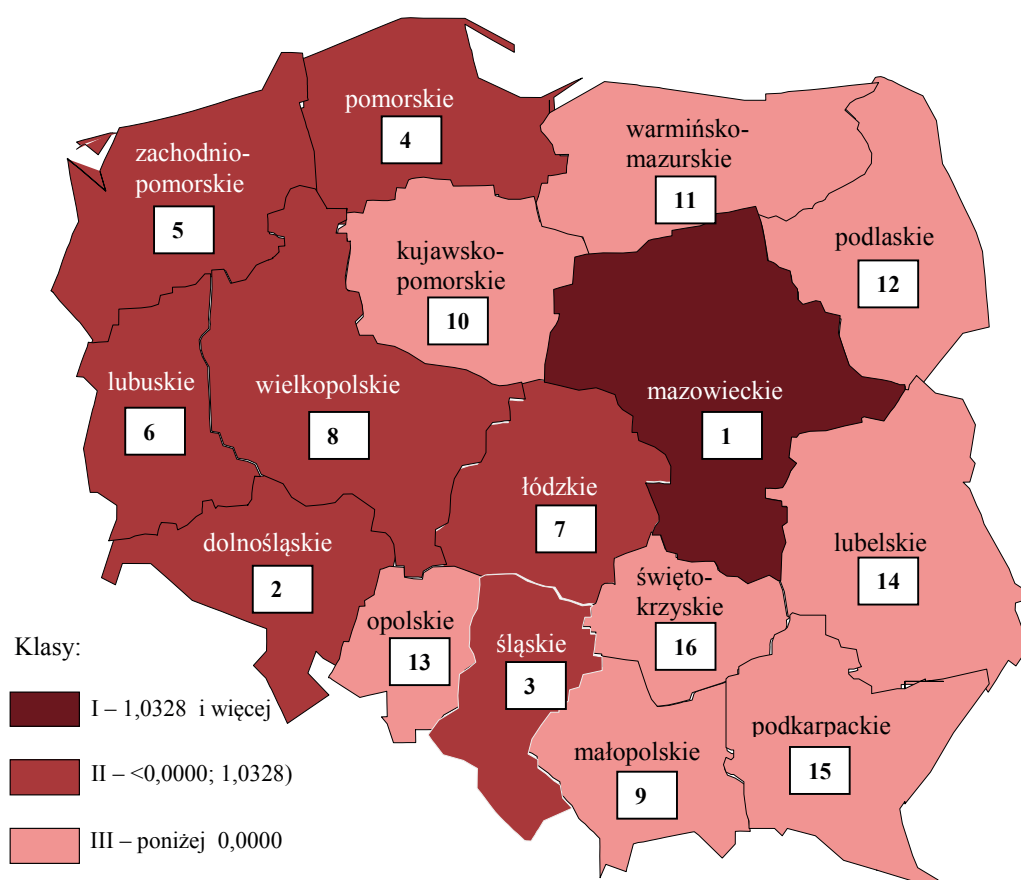 pomorskie
4
warmińsko-
mazurskie
11
zachodnio-
pomorskie
5
podlaskie
12
kujawsko-
pomorskie
10
lubuskie
6
wielkopolskie
8
mazowieckie
1
łódzkie
7
dolnośląskie
2
lubelskie
14
święto-
krzyskie
16
opolskie
13
śląskie
3
małopolskie
9
podkarpackie
15
Klasy:
I – 1,0328 i więcej
II – <0,0000; 1,0328)
III – poniżej 0,0000